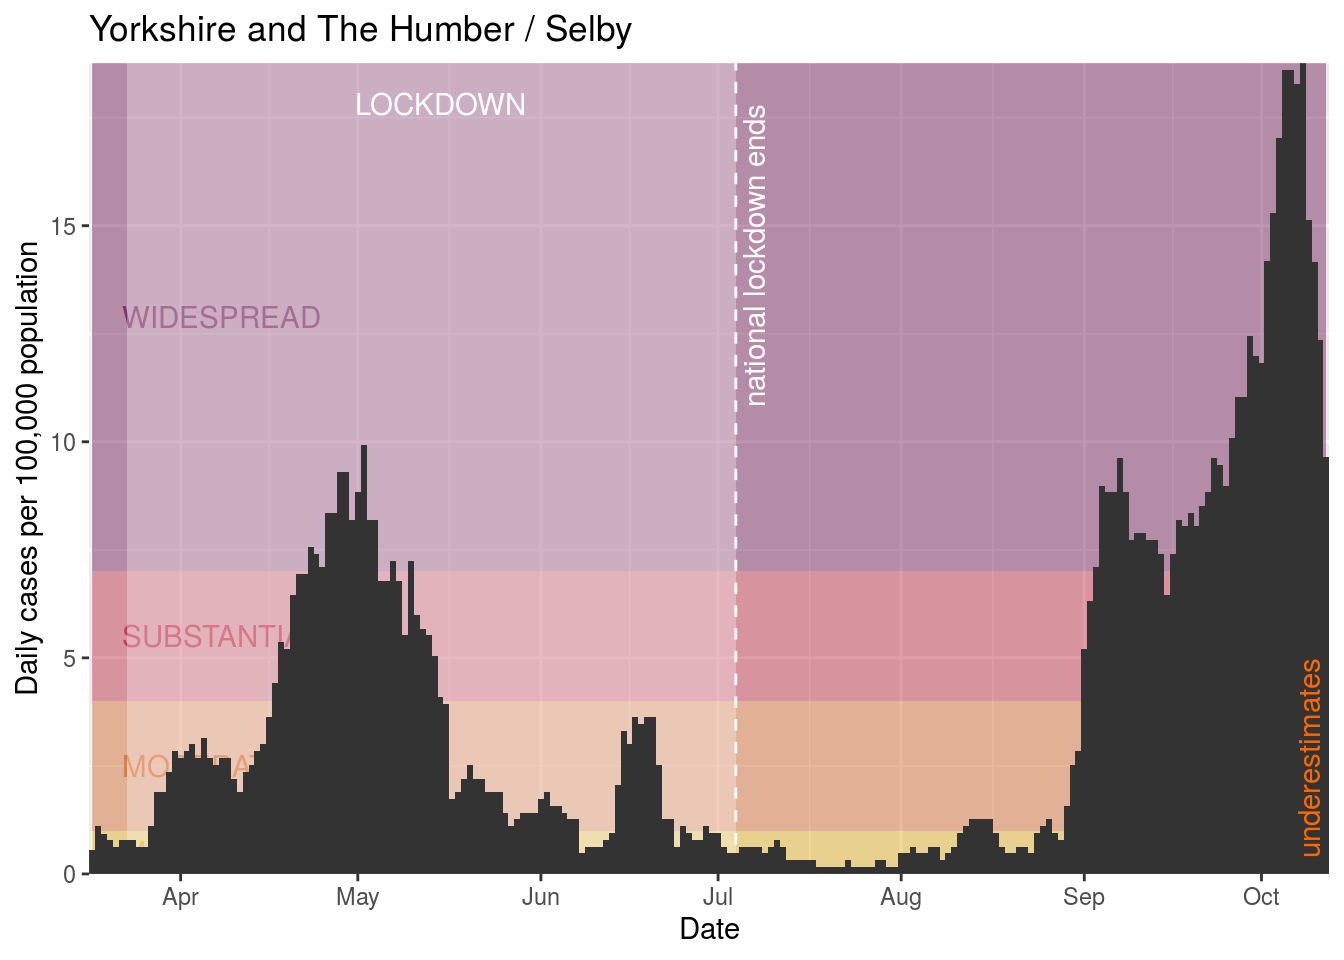 Yorkshire and The Humber / Selby
LOCKDOWN
national lockdown ends
WIDESPREAD
underestimates
Daily cases per 100,000 population
15
10
5
0
Apr
May
Jun
Jul
Aug
Sep
Oct
Date